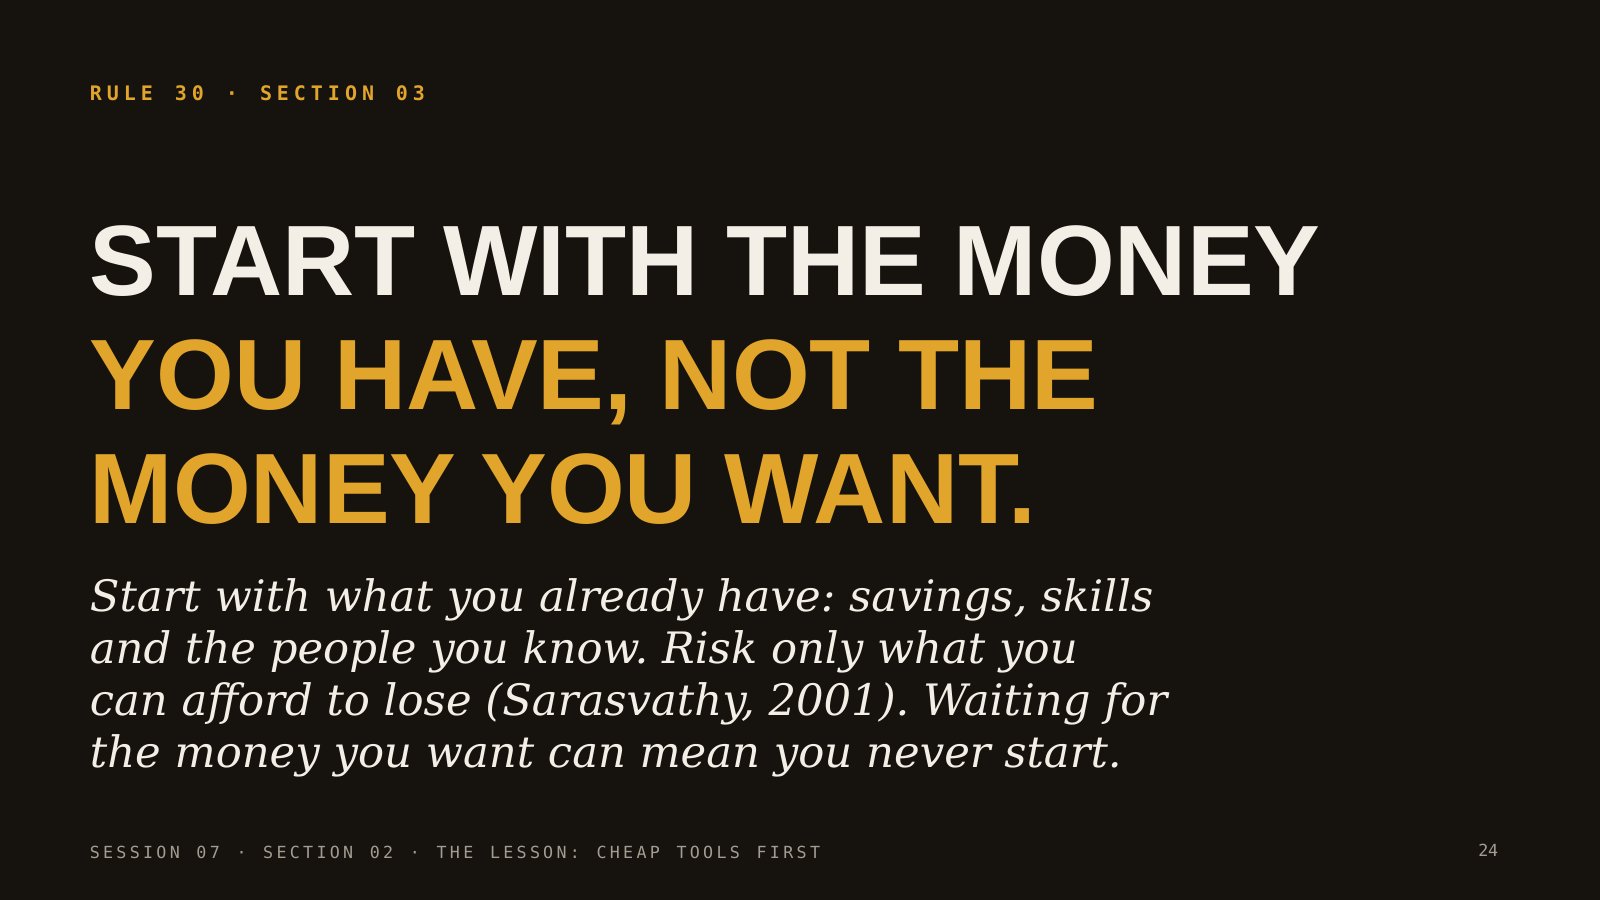 RULE 30 · SECTION 03
START WITH THE MONEY
YOU HAVE, NOT THE
MONEY YOU WANT.
Start with what you already have: savings, skills
and the people you know. Risk only what you
can afford to lose (Sarasvathy, 2001). Waiting for
the money you want can mean you never start.
SESSION 07 · SECTION 02 · THE LESSON: CHEAP TOOLS FIRST
24